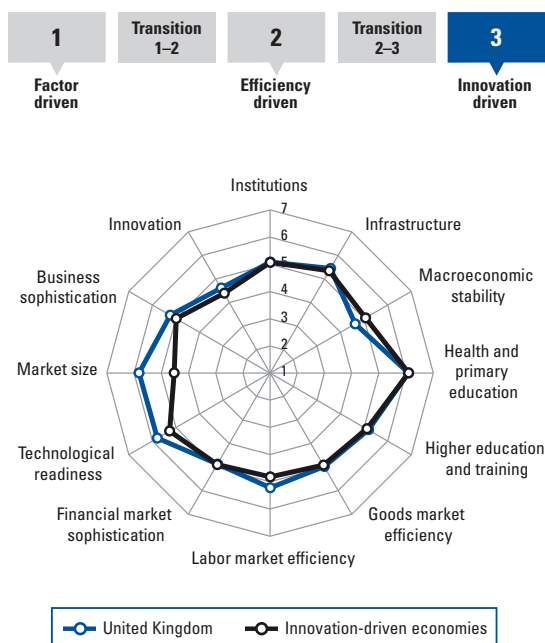 1
Transition
1–2
2
Transition
2–3
3
Factor
driven
Efficiency
driven
Innovation
driven
Institutions
7
6
5
4
3
2
1
Infrastructure
Macroeconomic
stability
Health and
primary
education
Higher education
and training
Goods market
efficiency
Labor market efficiency
Financial market
sophistication
Technological
readiness
Market size
Business
sophistication
Innovation
United Kingdom
Innovation-driven economies